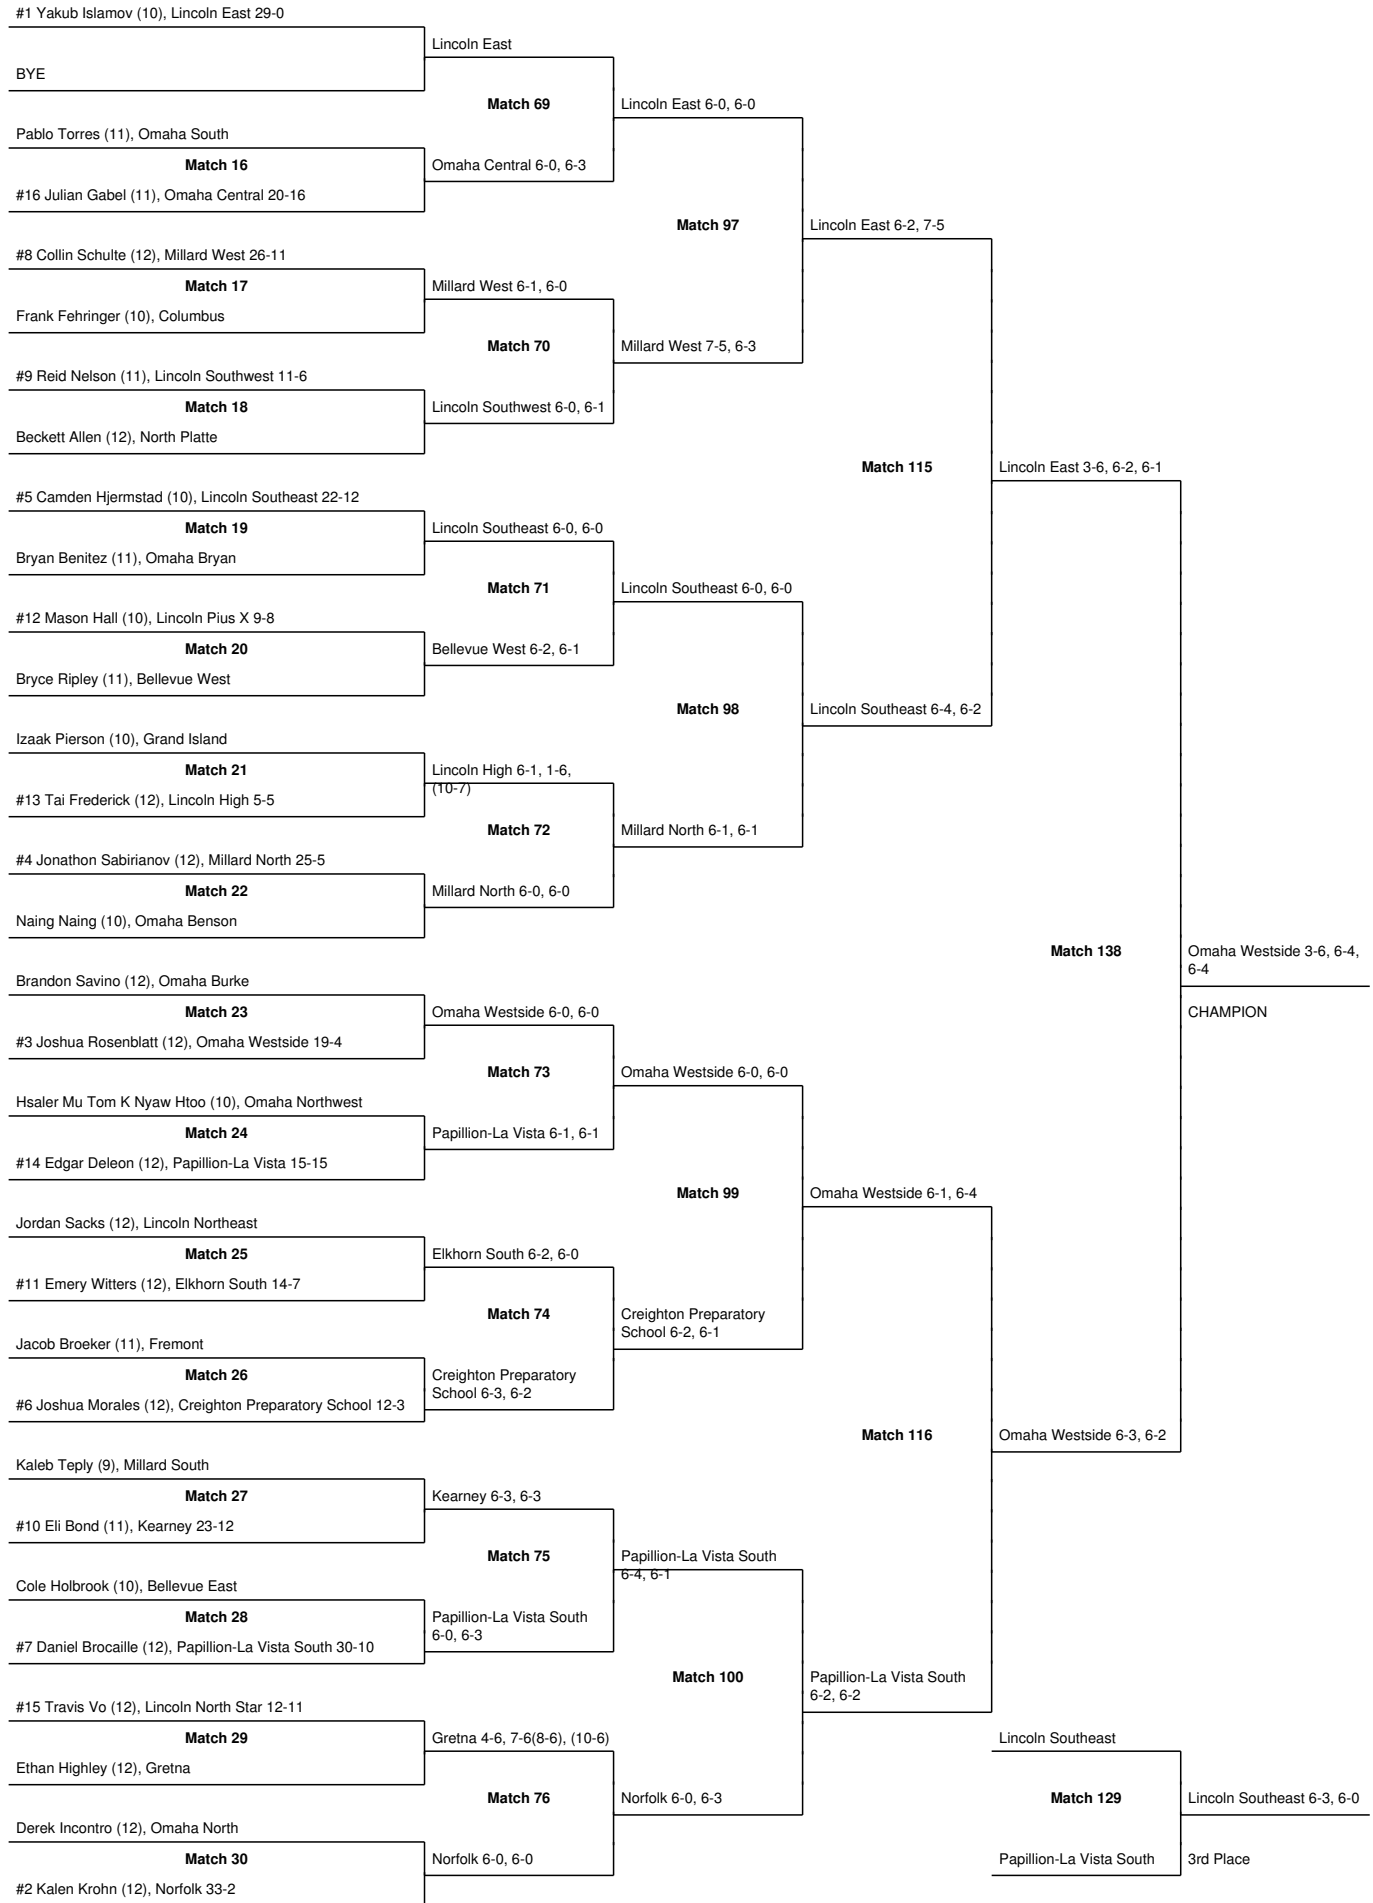 #1 Yakub Islamov (10), Lincoln East 29-0
Lincoln East
BYE
Match 69
Lincoln East 6-0, 6-0
Pablo Torres (11), Omaha South
Match 16
Omaha Central 6-0, 6-3
#16 Julian Gabel (11), Omaha Central 20-16
Match 97
Lincoln East 6-2, 7-5
#8 Collin Schulte (12), Millard West 26-11
Match 17
Millard West 6-1, 6-0
Frank Fehringer (10), Columbus
Match 70
Millard West 7-5, 6-3
#9 Reid Nelson (11), Lincoln Southwest 11-6
Match 18
Lincoln Southwest 6-0, 6-1
Beckett Allen (12), North Platte
Match 115
Lincoln East 3-6, 6-2, 6-1
#5 Camden Hjermstad (10), Lincoln Southeast 22-12
Match 19
Lincoln Southeast 6-0, 6-0
Bryan Benitez (11), Omaha Bryan
Match 71
Lincoln Southeast 6-0, 6-0
#12 Mason Hall (10), Lincoln Pius X 9-8
Match 20
Bellevue West 6-2, 6-1
Bryce Ripley (11), Bellevue West
Match 98
Lincoln Southeast 6-4, 6-2
Izaak Pierson (10), Grand Island
Match 21
Lincoln High 6-1, 1-6,
(10-7)
#13 Tai Frederick (12), Lincoln High 5-5
Match 72
Millard North 6-1, 6-1
#4 Jonathon Sabirianov (12), Millard North 25-5
Match 22
Millard North 6-0, 6-0
Naing Naing (10), Omaha Benson
Match 138
Omaha Westside 3-6, 6-4,
6-4
CHAMPION
Brandon Savino (12), Omaha Burke
Match 23
Omaha Westside 6-0, 6-0
#3 Joshua Rosenblatt (12), Omaha Westside 19-4
Match 73
Omaha Westside 6-0, 6-0
Hsaler Mu Tom K Nyaw Htoo (10), Omaha Northwest
Match 24
Papillion-La Vista 6-1, 6-1
#14 Edgar Deleon (12), Papillion-La Vista 15-15
Match 99
Omaha Westside 6-1, 6-4
Jordan Sacks (12), Lincoln Northeast
Match 25
Elkhorn South 6-2, 6-0
#11 Emery Witters (12), Elkhorn South 14-7
Match 74
Creighton Preparatory
School 6-2, 6-1
Jacob Broeker (11), Fremont
Match 26
Creighton Preparatory
School 6-3, 6-2
#6 Joshua Morales (12), Creighton Preparatory School 12-3
Match 116
Omaha Westside 6-3, 6-2
Kaleb Teply (9), Millard South
Match 27
Kearney 6-3, 6-3
#10 Eli Bond (11), Kearney 23-12
Match 75
Papillion-La Vista South
6-4, 6-1
Cole Holbrook (10), Bellevue East
Match 28
Papillion-La Vista South
6-0, 6-3
#7 Daniel Brocaille (12), Papillion-La Vista South 30-10
Match 100
Papillion-La Vista South
6-2, 6-2
#15 Travis Vo (12), Lincoln North Star 12-11
Match 29
Gretna 4-6, 7-6(8-6), (10-6)
Lincoln Southeast
Ethan Highley (12), Gretna
Match 76
Norfolk 6-0, 6-3
Match 129
Lincoln Southeast 6-3, 6-0
Derek Incontro (12), Omaha North
Match 30
Norfolk 6-0, 6-0
Papillion-La Vista South
3rd Place
#2 Kalen Krohn (12), Norfolk 33-2